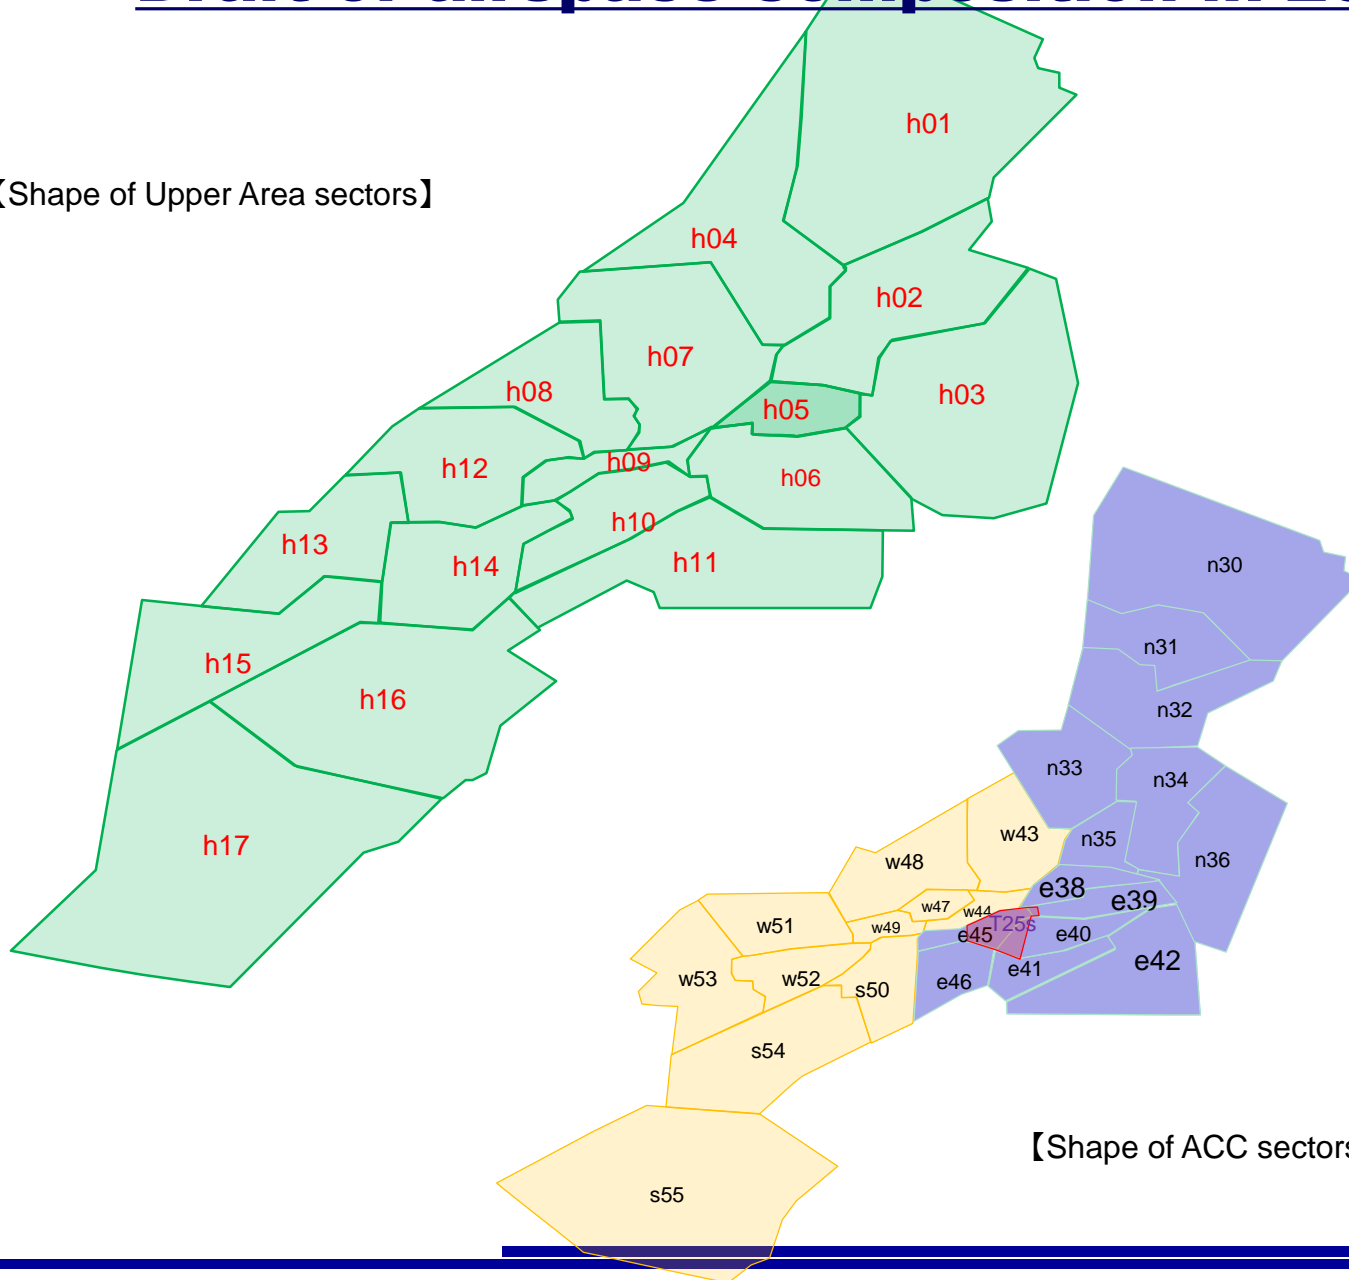 【Shape of Upper Area sectors】
h01
h04
h02
h07
h08
h03
h05
h12
h09
h06
h10
h13
h14
h11
h15
h16
h17
n30
n31
n32
n33
n34
w43
n35
w48
n36
e38
e39
w47
w44
w51
w49
T25s
e45
e40
e42
w53
w52
e41
e46
s50
s54
【Shape of ACC sectors
s55